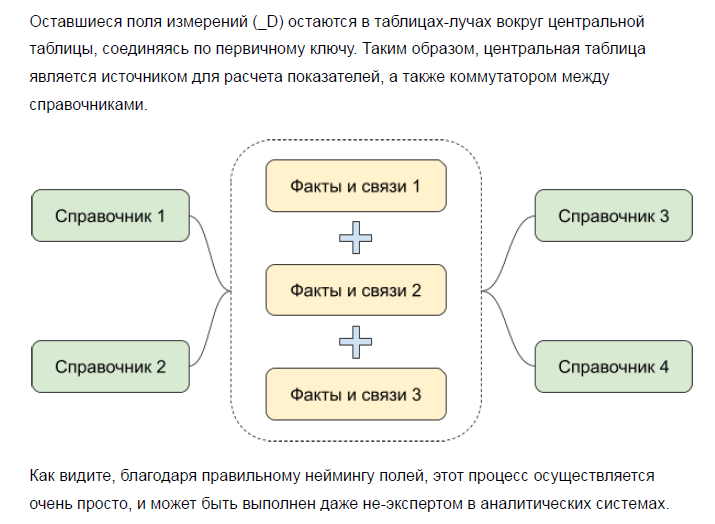 Оставшиеся поля измерений (_D) остаются в таблицах-лучах вокруг центральной
таблицы, соединяясь по первичному ключу. Таким образом, центральная таблица
является источником для расчета показателей, а также коммутатором между
справочниками.
Факты и связи 1
Справочник 1
Справочник 3
Факты и связи 2
Справочник 2
Справочник 4
Факты и связи 3
Как видите, благодаря правильному неймингу полей, этот процесс осуществляется
очень просто, и может быть выполнен даже не-экспертом в аналитических системах.